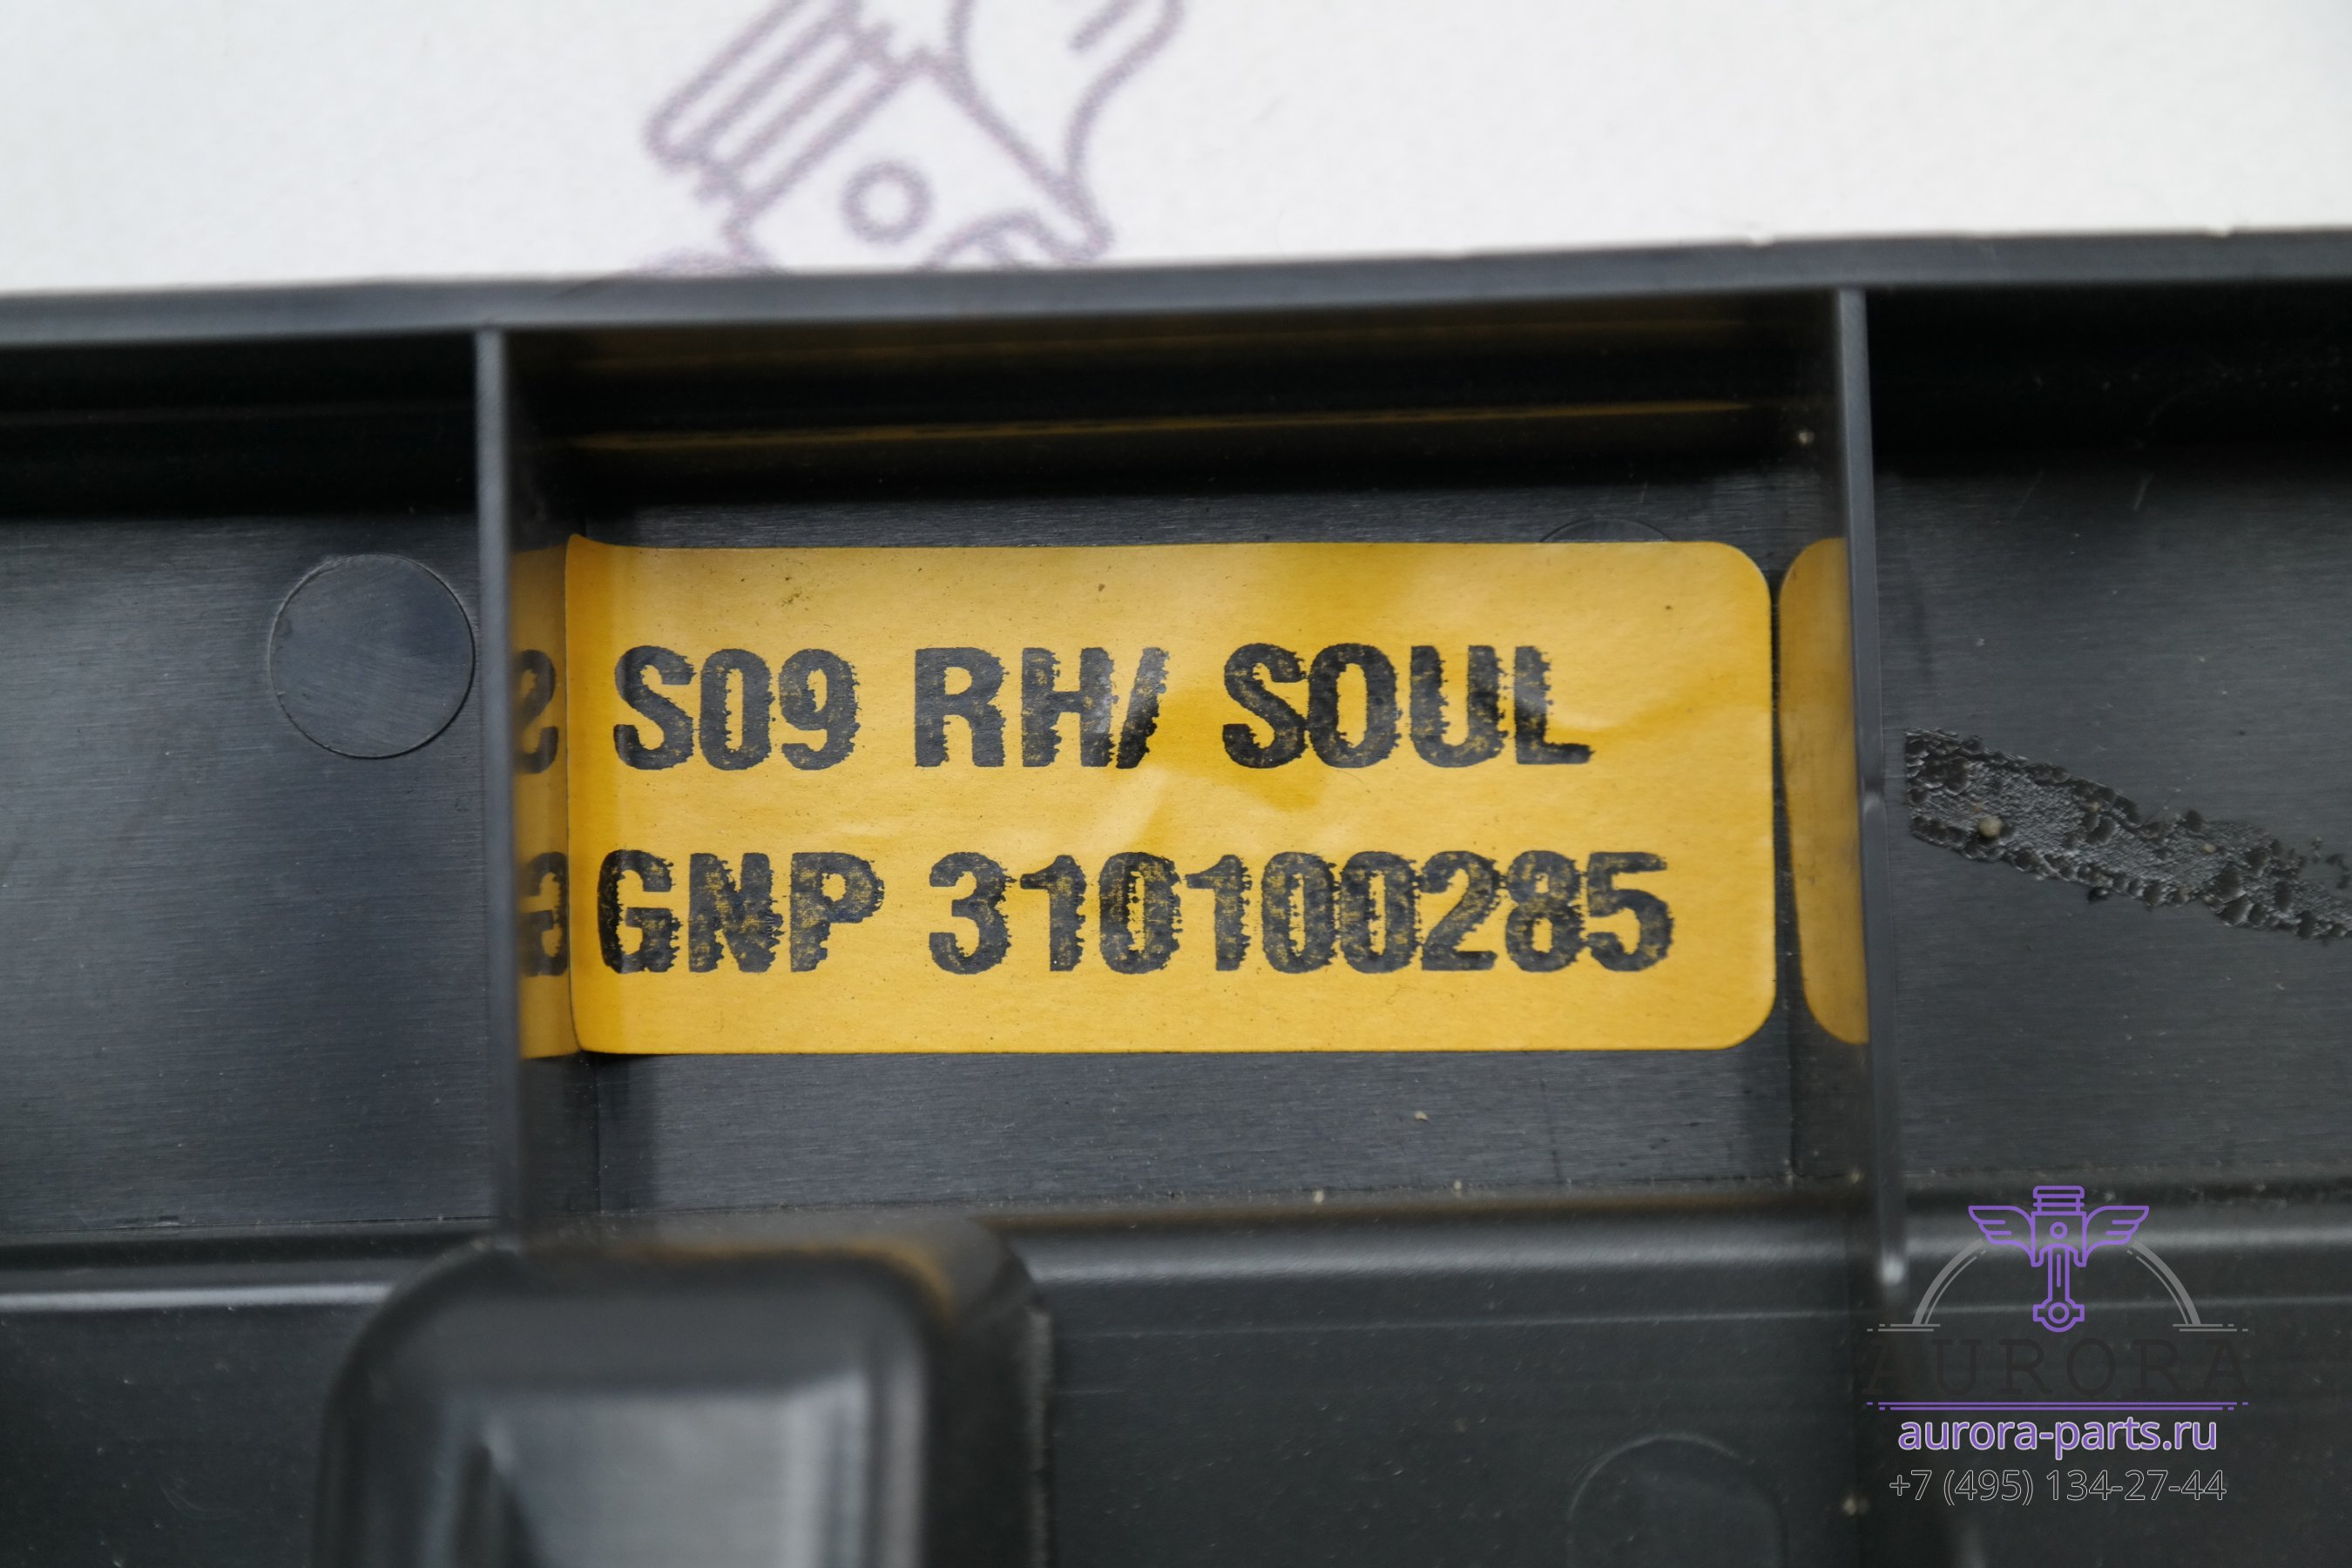 S09 RH/ SOUL
GNP 310100285
AURORA
aurora-parts.ru
+7 (495) 134-27-44